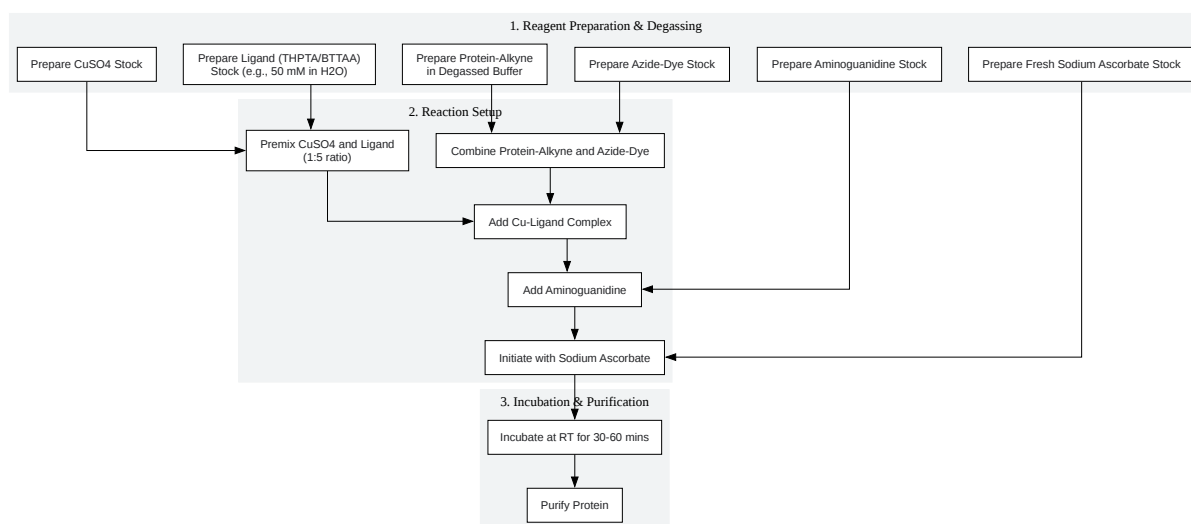 1. Reagent Preparation & Degassing
Prepare CuSO4 Stock
Prepare Ligand (THPTA/BTTAA)
Stock (e.g., 50 mM in H2O)
Prepare Protein-Alkyne
in Degassed Buffer
Prepare Azide-Dye Stock
Prepare Aminoguanidine Stock
Prepare Fresh Sodium Ascorbate Stock
2. Reaction Setup
Premix CuSO4 and Ligand
(1:5 ratio)
Combine Protein-Alkyne and Azide-Dye
Add Cu-Ligand Complex
Add Aminoguanidine
Initiate with Sodium Ascorbate
3. Incubation & Purification
Incubate at RT for 30-60 mins
Purify Protein